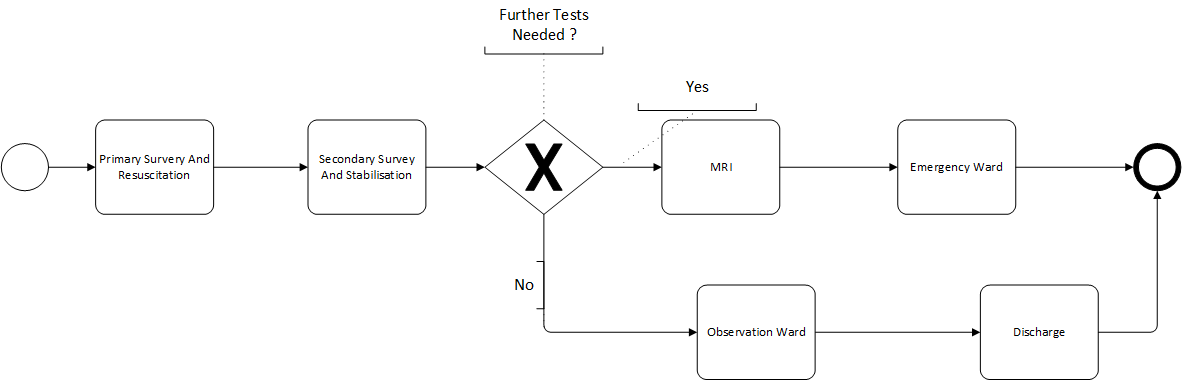 Further Tests
Needed ?
Yes
Primary Survery And
Resuscitation
Secondary Survey
And Stabilisation
X
MRI
Emergency Ward
No
Observation Ward
Discharge